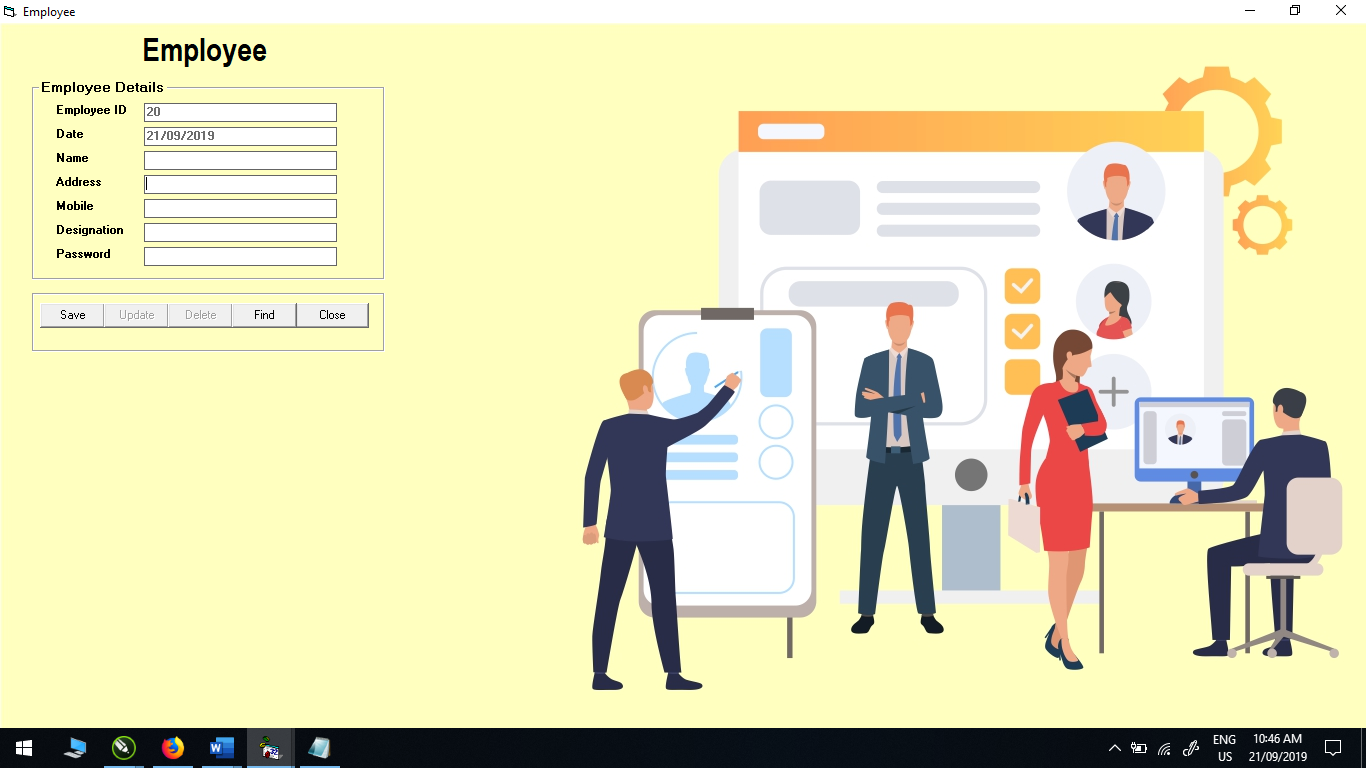 Employee
Employee
Employee Details
Employee ID 20
Date 21/09/2019
Name
Address
Mobile
Designation
Password
Save Update Delete Find Close
ENG 10:46 AM
US 21/09/2019